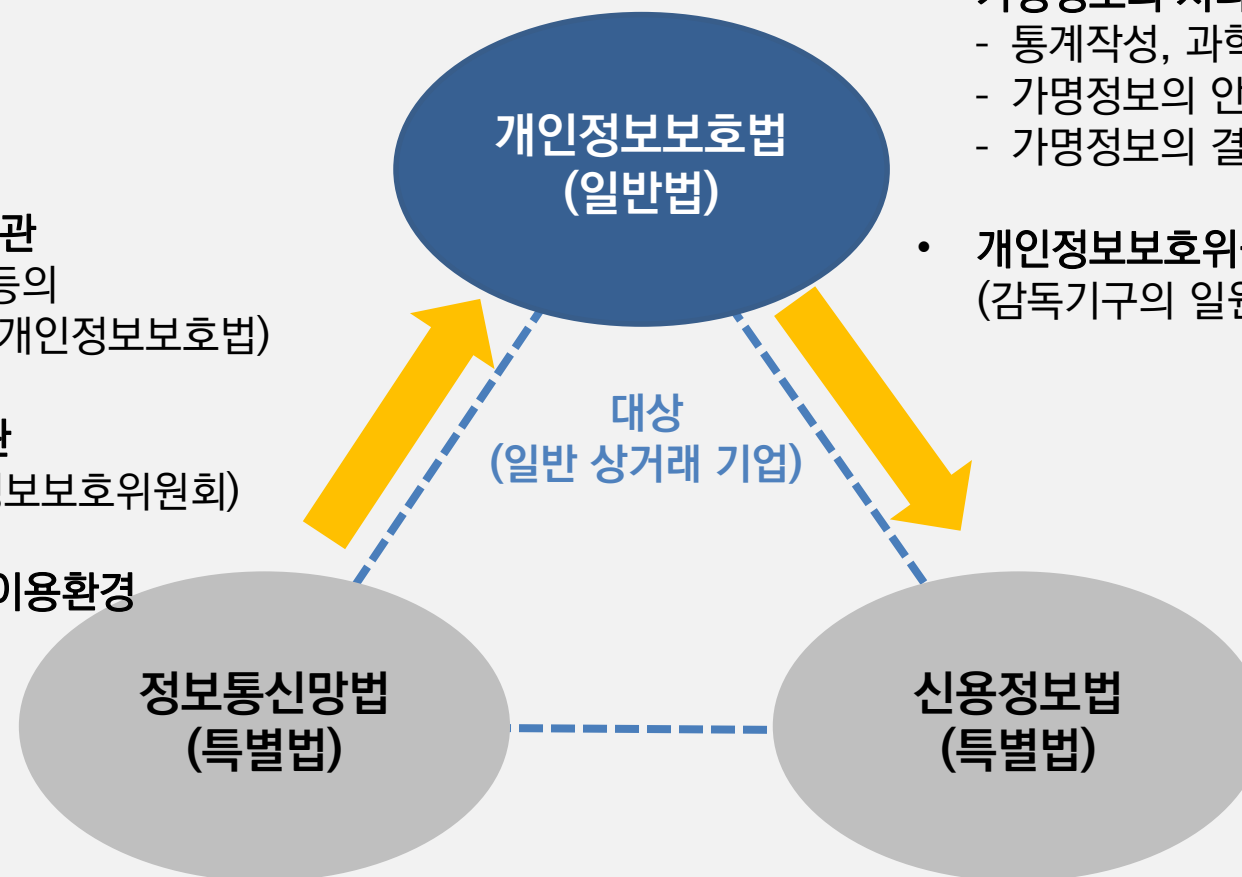 개인정보보호법
(일반법)
- 통계작성, 과학
- 가명정보의 안
- 가명정보의 결
• 개인정보보호위
(감독기구의 일원
관
등의
개인정보보호법)
대상
(일반 상거래 기업)
보보호위원회)
이용환경
정보통신망법
(특별법)
신용정보법
(특별법)